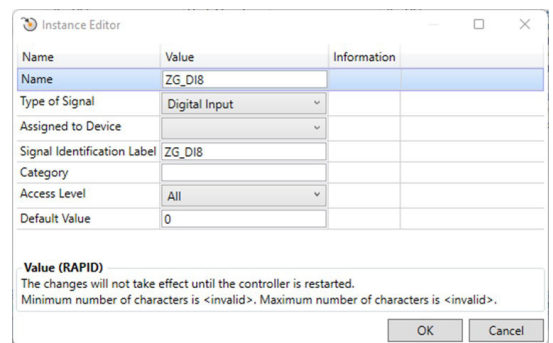 Instance Editor
Name Value Information
Name ZG_DI8
Type of Signal Digital Input
Assigned to Device
Signal Identification Label ZG_DI8
Category
Access Level All
Default Value 0
Value (RAPID)
The changes will not take effect until the controller is restarted.
Minimum number of characters is <invalid>. Maximum number of characters is <invalid>.
OK Cancel